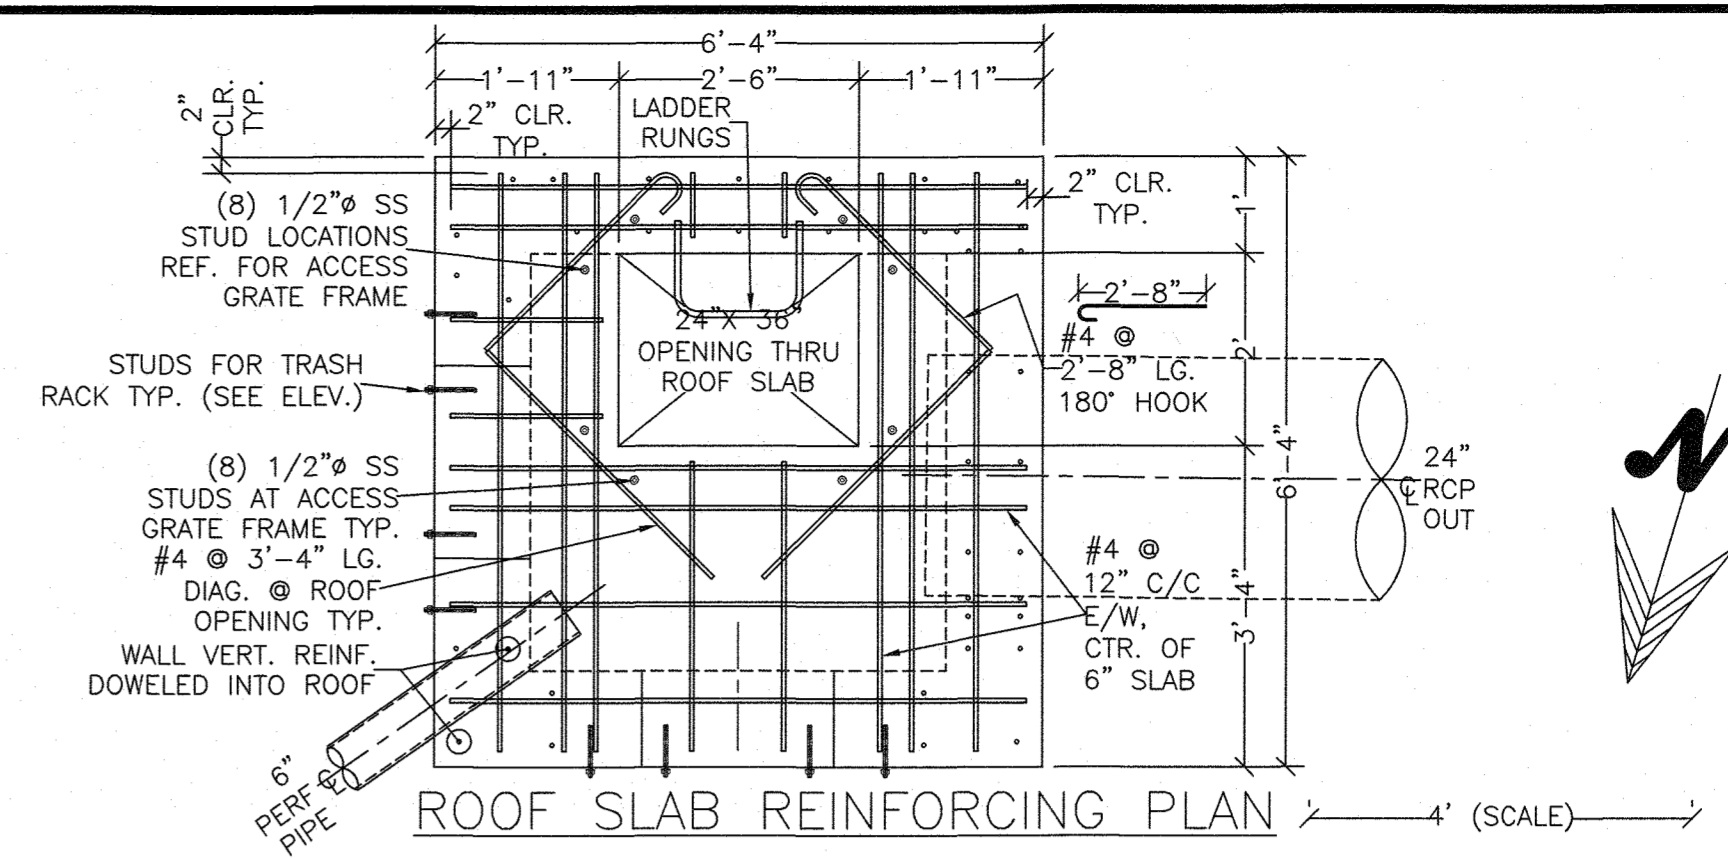 6'-4"
1'-11" 2'-6" 1'-11"
2"
CLR.
TYP.
2" CLR.
TYP.
LADDER
RUNGS
2" CLR.
TYP.
1'
(8) 1/2"ø SS
STUD LOCATIONS
REF. FOR ACCESS
GRATE FRAME
2'-8"
24"X 36"
OPENING THRU
ROOF SLAB
#4 @
2'-8" LG.
180° HOOK
2'
STUDS FOR TRASH
RACK TYP. (SEE ELEV.)
6'-4"
24"
℄ RCP
OUT
(8) 1/2"ø SS
STUDS AT ACCESS
GRATE FRAME TYP.
#4 @ 3'-4" LG.
DIAG. @ ROOF
OPENING TYP.
#4 @
12" C/C
E/W,
CTR. OF
6" SLAB
3'-4"
WALL VERT. REINF.
DOWELED INTO ROOF
6"
PERF ℄
PIPE
N
ROOF SLAB REINFORCING PLAN
4' (SCALE)